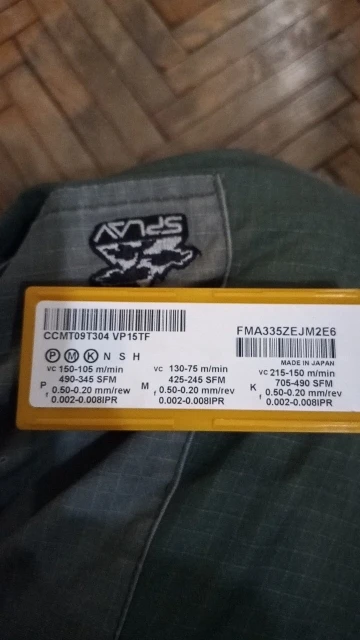 SPLAV
CCMT09T304 VP15TF
FMA335ZEJM2E6
P M K N S H
MADE IN JAPAN
P
vc 150-105 m/min
490-345 SFM
f 0.50-0.20 mm/rew
0.002-0.008IPR
M
vc 130-75 m/min
425-245 SFM
f 0.50-0.20 mm/rev
0.002-0.008IPR
K
vc 215-150 m/min
705-490 SFM
f 0.50-0.20 mm/rev
0.002-0.008IPR